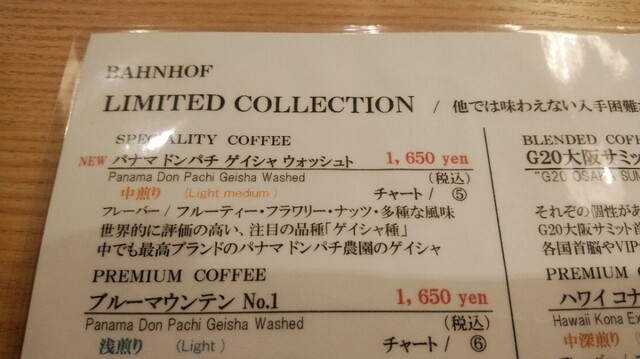 BAHNHOF
LIMITED COLLECTION / 他では味わえない入手困難
SPECIALITY COFFEE
NEW パナマ ドンパチ ゲイシャ ウォッシュト 1,650 yen
Panama Don Pachi Geisha Washed (税込)
中煎り (Light medium) チャート/ ⑤
フレーバー / フルーティー・フラワリー・ナッツ・多種な風味
世界的に評価の高い、注目の品種「ゲイシャ種」
中でも最高ブランドのパナマ ドンパチ農園のゲイシャ
PREMIUM COFFEE
ブルーマウンテン No.1 1,650 yen
Panama Don Pachi Geisha Washed (税込)
浅煎り (Light) チャート/ ⑥
BLENDED COFF
G20大阪サミット
"G20 OSAKA SUM
それぞれの個性があ
G20大阪サミット首
各国首脳やVIP
PREMIUM CO
ハワイ コナ
Hawaii Kona Ex
中深煎り